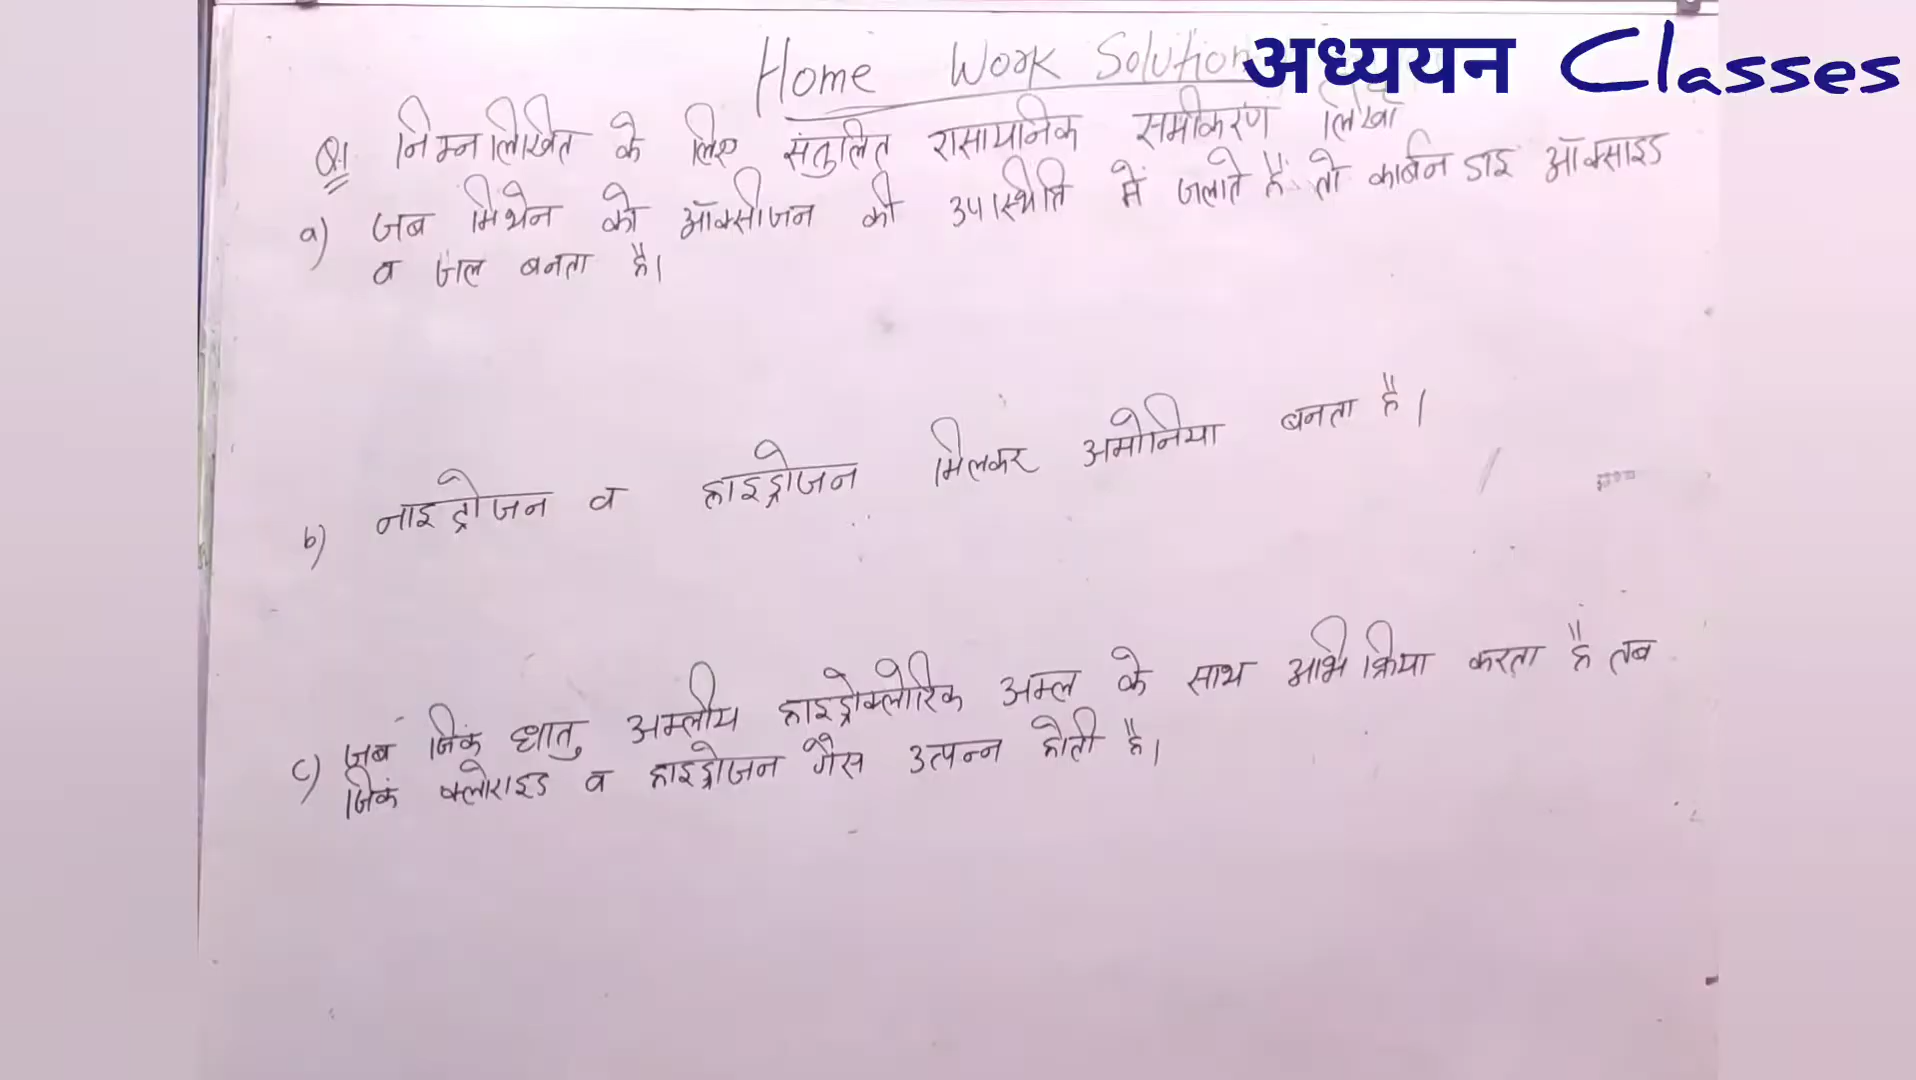 Home Work Solution
अध्ययन Classes
Q1 निम्नलिखित के लिए संतुलित रासायनिक समीकरण लिखो
a) जब मिथेन को ऑक्सीजन की उपस्थिति में जलाते हैं तो कार्बन डाइ ऑक्साइड
व जल बनता है।
b) नाइट्रोजन व हाइड्रोजन मिलकर अमोनिया बनता है।
c) जब जिंक धातु अम्लीय हाइड्रोक्लोरिक अम्ल के साथ अभिक्रिया करता है तब
जिंक क्लोराइड व हाइड्रोजन गैस उत्पन्न होती है।